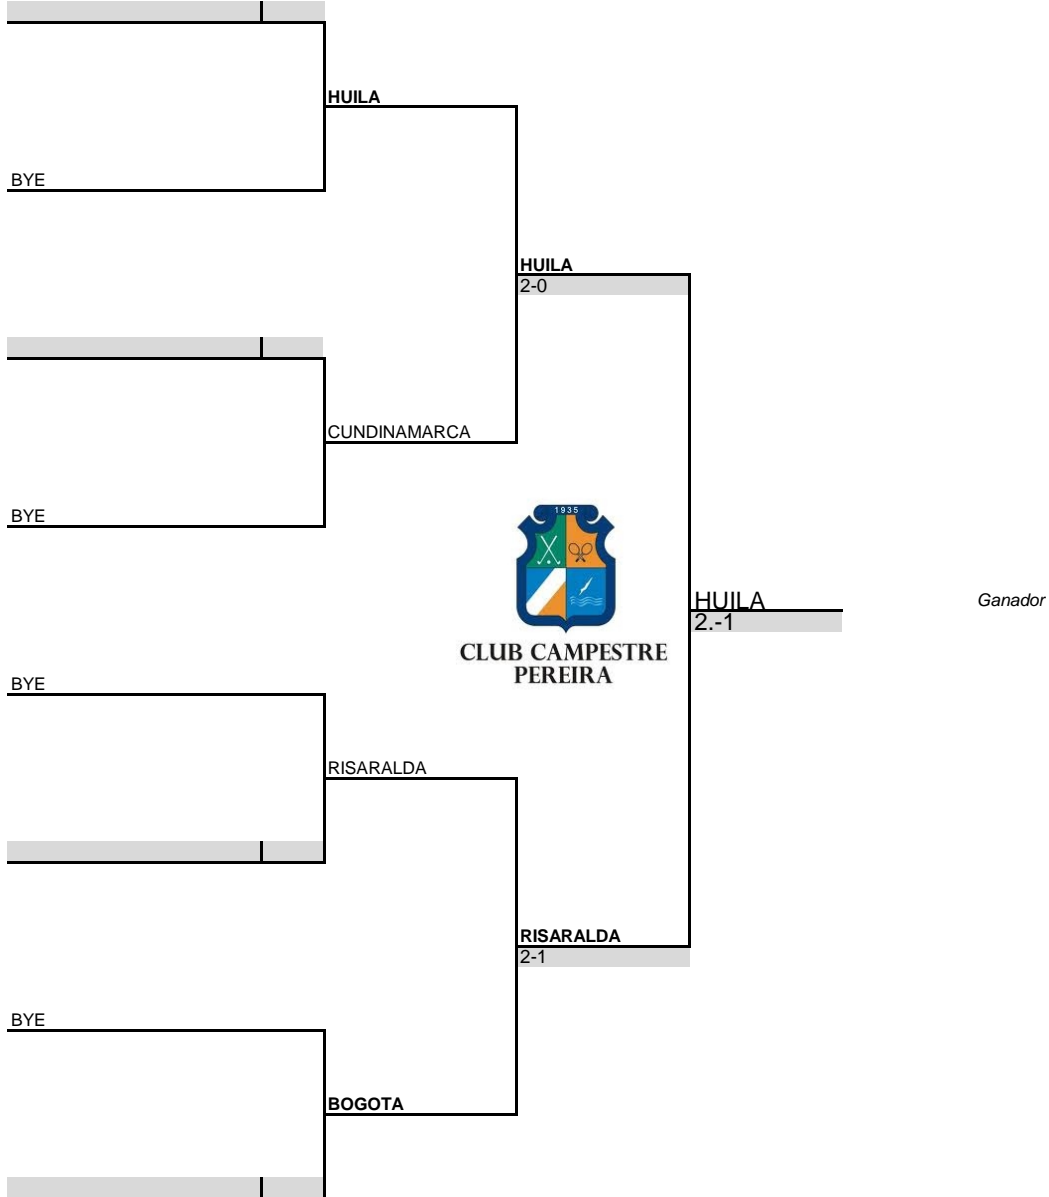 HUILA
BYE
HUILA
2-0
CUNDINAMARCA
BYE
1935
CLUB CAMPESTRE
PEREIRA
HUILA
2.-1
Ganador
BYE
RISARALDA
RISARALDA
2-1
BYE
BOGOTA